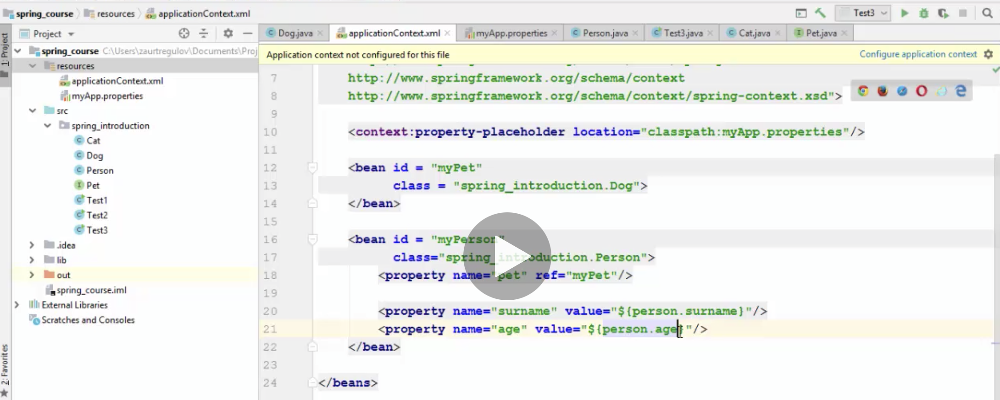 spring_course
resources
applicationContext.xml
Test3
1: Project
Project
Dog.java
applicationContext.xml
myApp.properties
Person.java
Test3.java
Cat.java
Pet.java
spring_course C:\Users\zaurtregulov\Documents\Proj
resources
applicationContext.xml
myApp.properties
src
spring_introduction
Cat
Dog
Person
Pet
Test1
Test2
Test3
.idea
lib
out
spring_course.iml
External Libraries
Scratches and Consoles
2: Favorites
Application context not configured for this file
Configure application context
7 http://www.springframework.org/schema/context
8 http://www.springframework.org/schema/context/spring-context.xsd">
9
10 <context:property-placeholder location="classpath:myApp.properties"/>
11
12 <bean id = "myPet"
13 class = "spring_introduction.Dog">
14 </bean>
15
16 <bean id = "myPerson"
17 class="spring_introduction.Person">
18 <property name="pet" ref="myPet"/>
19
20 <property name="surname" value="${person.surname}"/>
21 <property name="age" value="${person.age}"/>
22 </bean>
23
24 </beans>